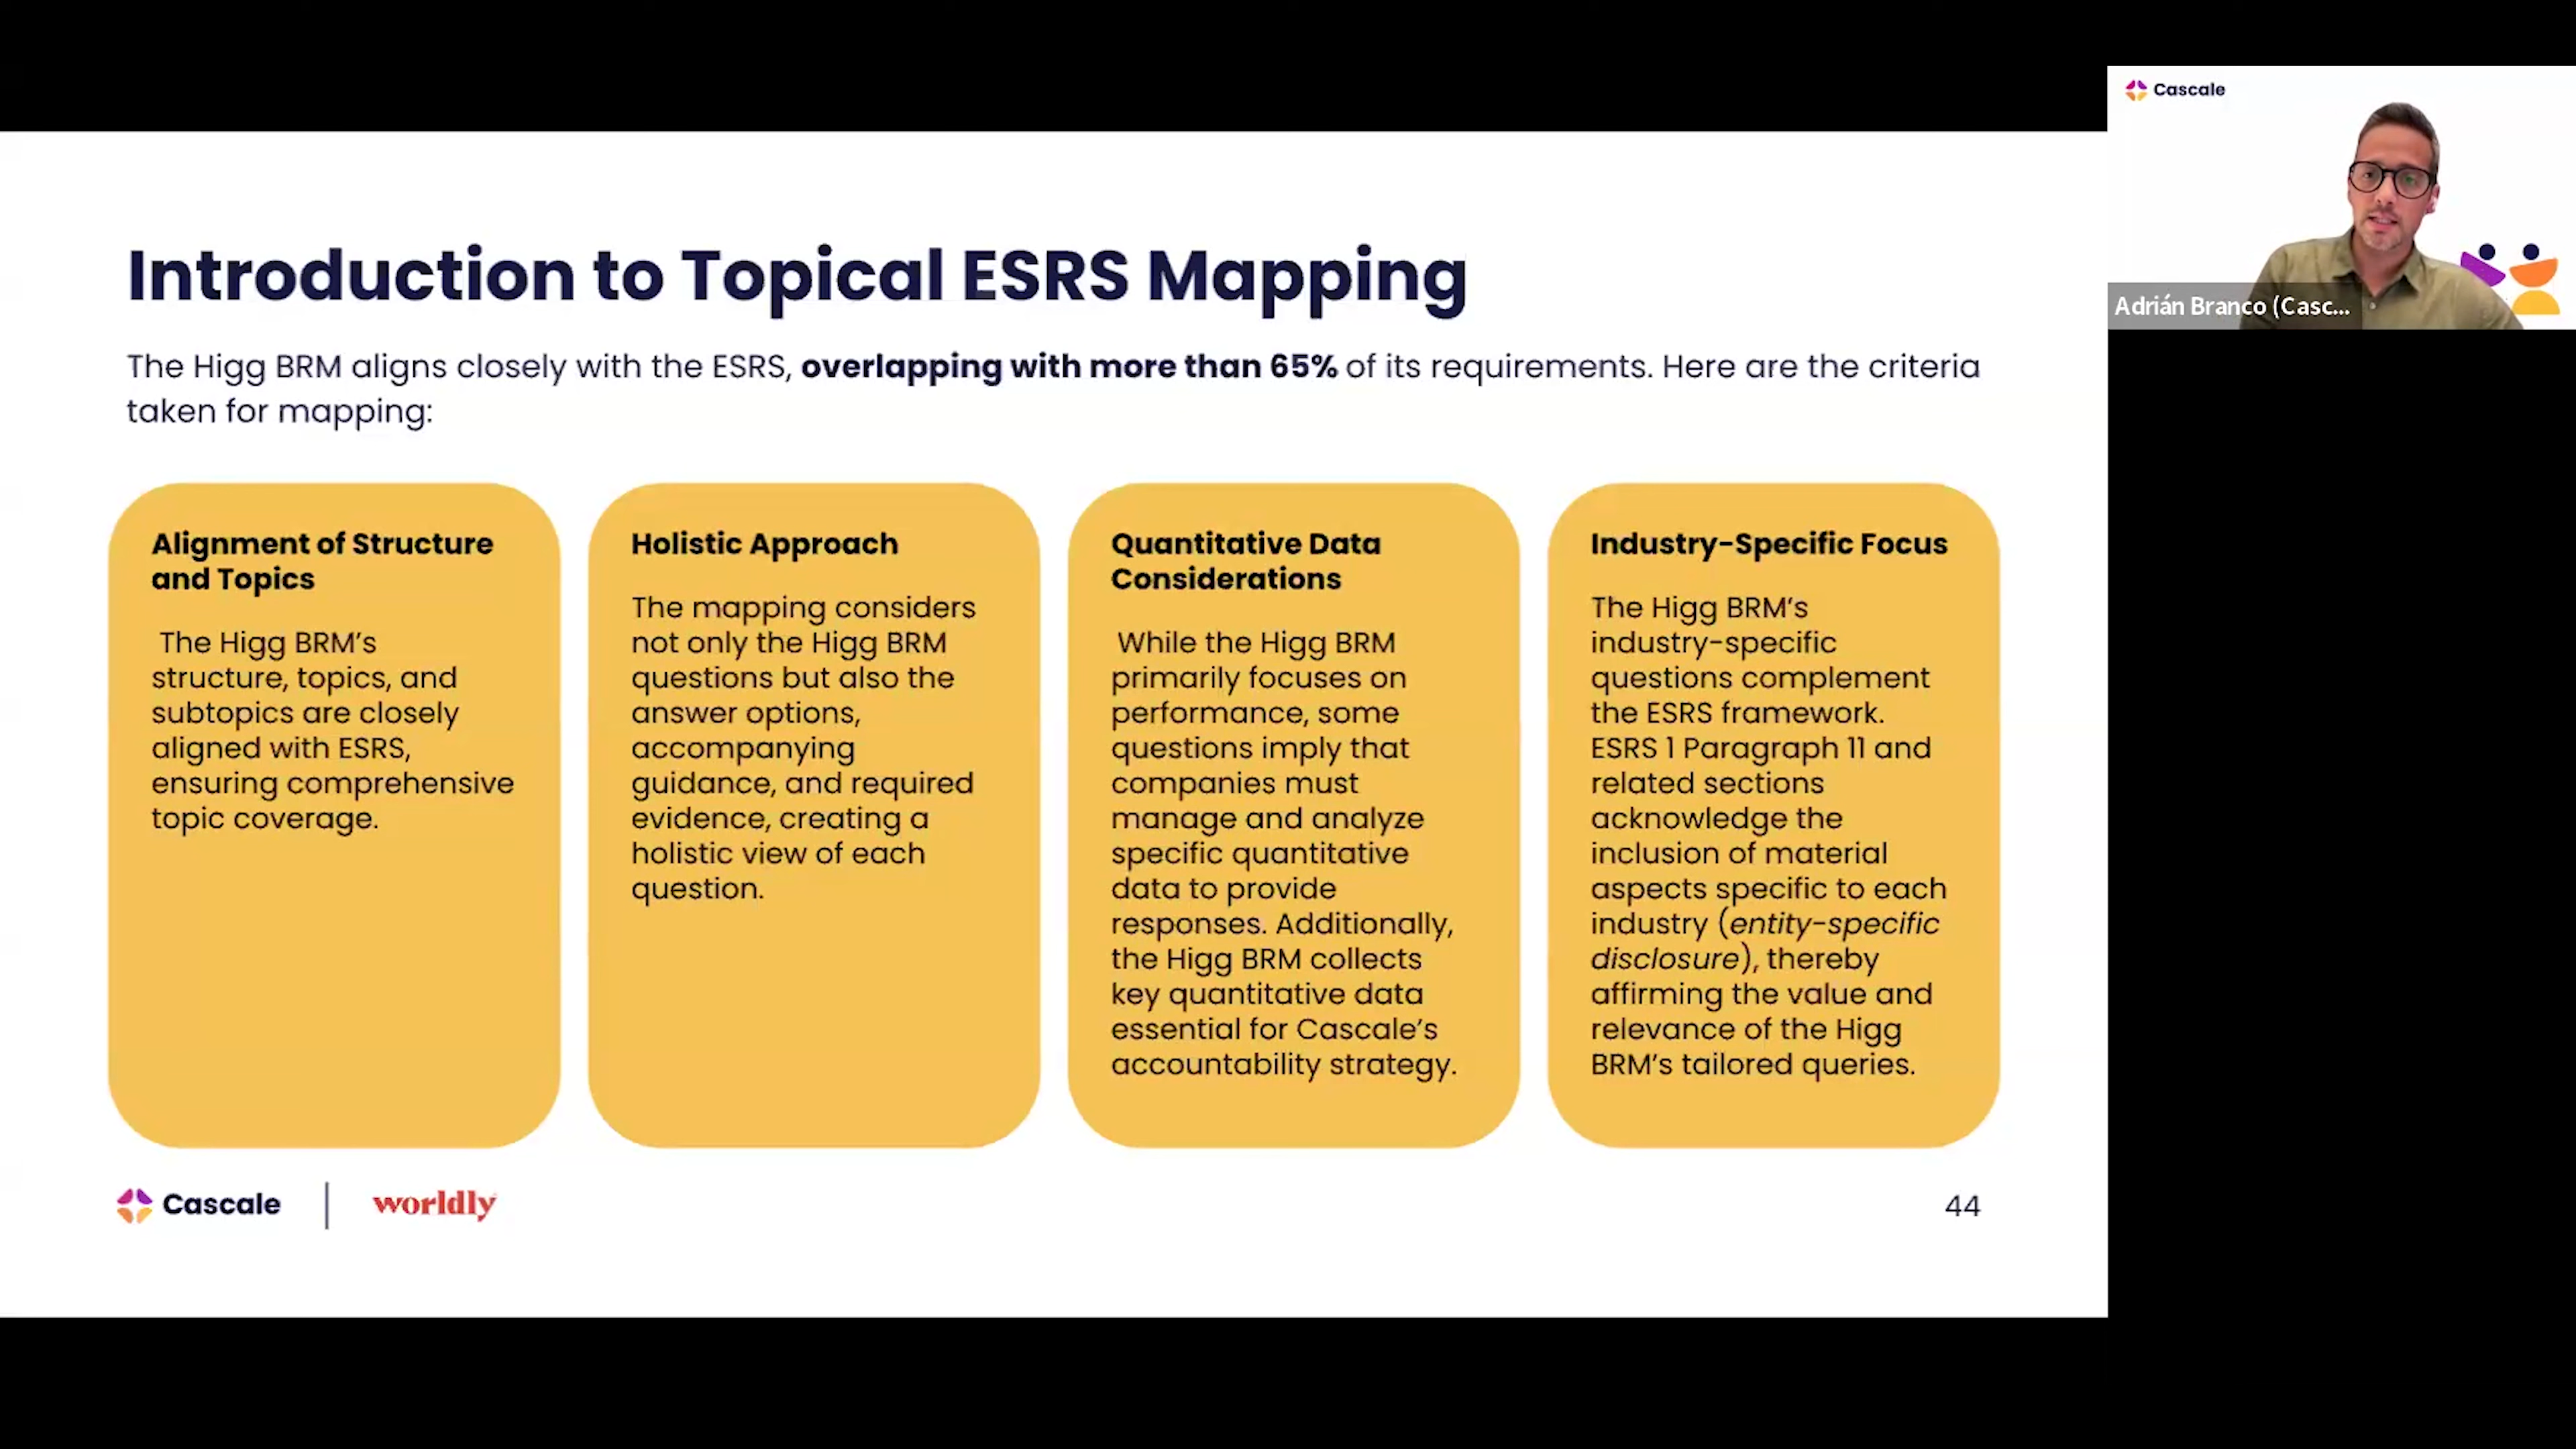 Introduction to Topical ESRS Mapping
The Higg BRM aligns closely with the ESRS, overlapping with more than 65% of its requirements. Here are the criteria
taken for mapping:
Alignment of Structure
and Topics
The Higg BRM's
structure, topics, and
subtopics are closely
aligned with ESRS,
ensuring comprehensive
topic coverage.
Holistic Approach
The mapping considers
not only the Higg BRM
questions but also the
answer options,
accompanying
guidance, and required
evidence, creating a
holistic view of each
question.
Quantitative Data
Considerations
While the Higg BRM
primarily focuses on
performance, some
questions imply that
companies must
manage and analyze
specific quantitative
data to provide
responses. Additionally,
the Higg BRM collects
key quantitative data
essential for Cascale's
accountability strategy.
Industry-Specific Focus
The Higg BRM's
industry-specific
questions complement
the ESRS framework.
ESRS 1 Paragraph 11 and
related sections
acknowledge the
inclusion of material
aspects specific to each
industry (entity-specific
disclosure), thereby
affirming the value and
relevance of the Higg
BRM's tailored queries.
Cascale
worldly
44
Cascale
Adrián Branco (Casc...